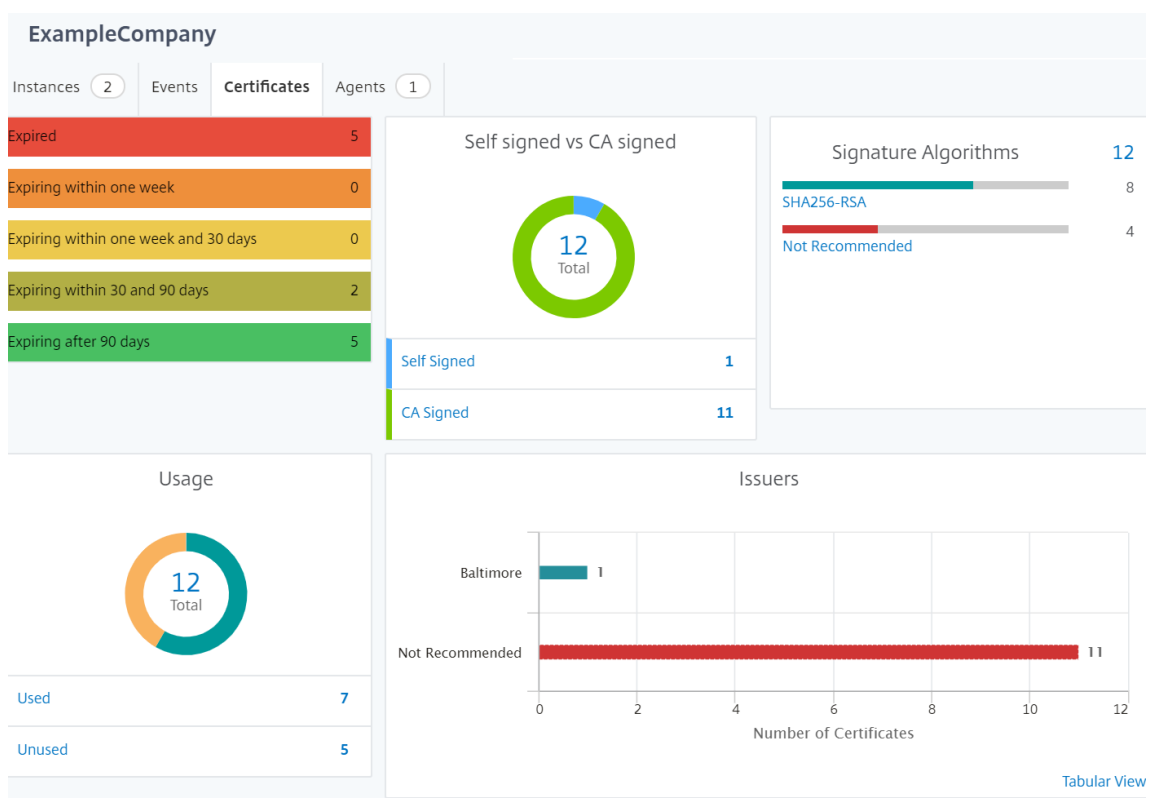 ExampleCompany
Instances 2 Events Certificates Agents 1
Expired 5
Expiring within one week 0
Expiring within one week and 30 days 0
Expiring within 30 and 90 days 2
Expiring after 90 days 5
Self signed vs CA signed
12
Total
Self Signed 1
CA Signed 11
Signature Algorithms 12
8
SHA256-RSA
4
Not Recommended
Usage
12
Total
Used 7
Unused 5
Issuers
Baltimore 1
Not Recommended 11
0 2 4 6 8 10 12
Number of Certificates
Tabular View